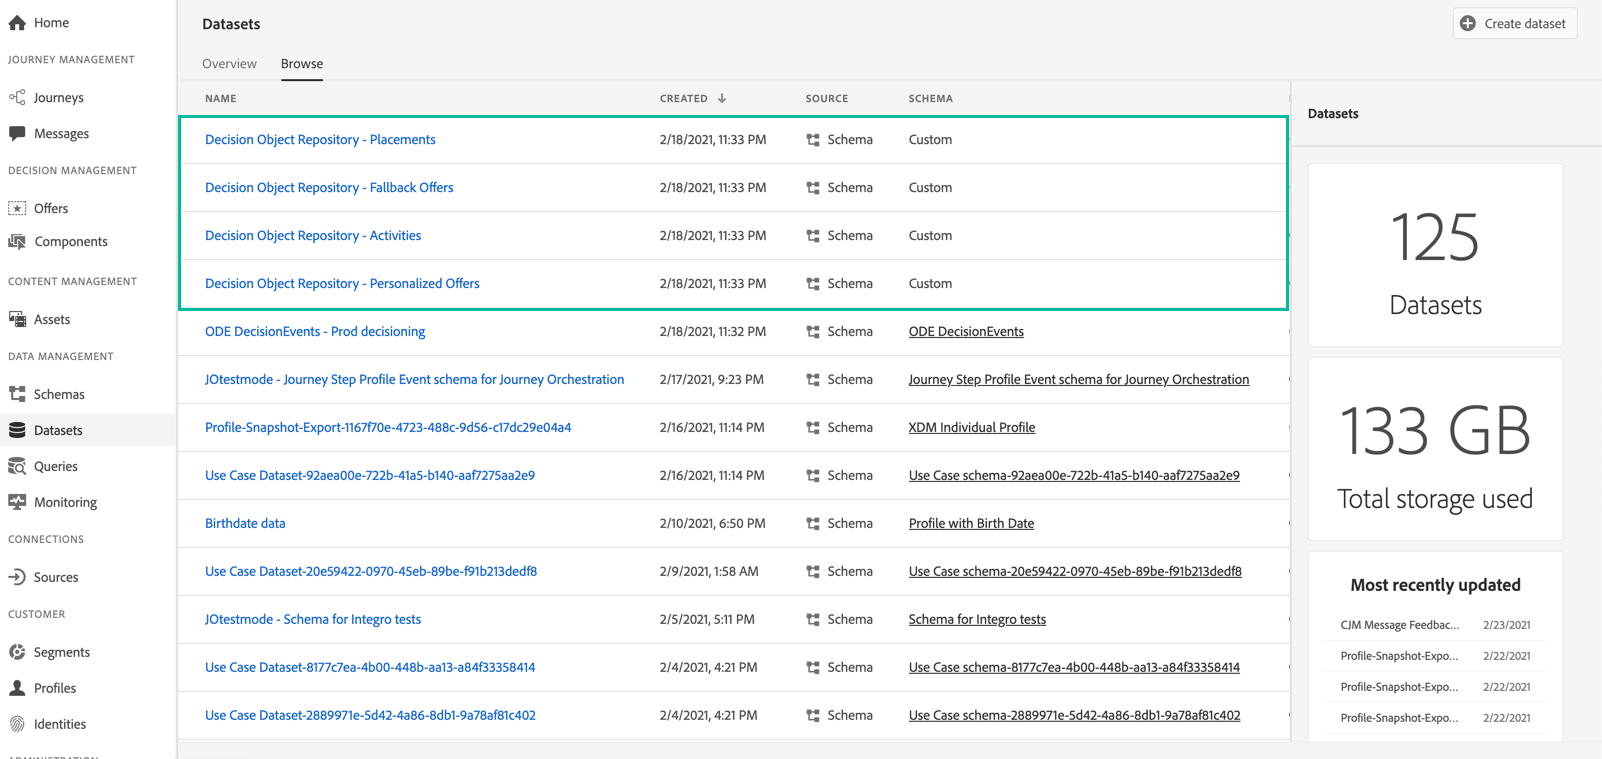 Home
JOURNEY MANAGEMENT
Journeys
Messages
DECISION MANAGEMENT
Offers
Components
CONTENT MANAGEMENT
Assets
DATA MANAGEMENT
Schemas
Datasets
Queries
Monitoring
CONNECTIONS
Sources
CUSTOMER
Segments
Profiles
Identities
ADMINISTRATION
Datasets
Create dataset
Overview Browse
NAME CREATED SOURCE SCHEMA
Decision Object Repository - Placements 2/18/2021, 11:33 PM Schema Custom
Decision Object Repository - Fallback Offers 2/18/2021, 11:33 PM Schema Custom
Decision Object Repository - Activities 2/18/2021, 11:33 PM Schema Custom
Decision Object Repository - Personalized Offers 2/18/2021, 11:33 PM Schema Custom
ODE DecisionEvents - Prod decisioning 2/18/2021, 11:32 PM Schema ODE DecisionEvents
JOtestmode - Journey Step Profile Event schema for Journey Orchestration 2/17/2021, 9:23 PM Schema Journey Step Profile Event schema for Journey Orchestration
Profile-Snapshot-Export-1167f70e-4723-488c-9d56-c17dc29e04a4 2/16/2021, 11:14 PM Schema XDM Individual Profile
Use Case Dataset-92aea00e-722b-41a5-b140-aaf7275aa2e9 2/16/2021, 11:14 PM Schema Use Case schema-92aea00e-722b-41a5-b140-aaf7275aa2e9
Birthdate data 2/10/2021, 6:50 PM Schema Profile with Birth Date
Use Case Dataset-20e59422-0970-45eb-89be-f91b213dedf8 2/9/2021, 1:58 AM Schema Use Case schema-20e59422-0970-45eb-89be-f91b213dedf8
JOtestmode - Schema for Integro tests 2/5/2021, 5:11 PM Schema Schema for Integro tests
Use Case Dataset-8177c7ea-4b00-448b-aa13-a84f33358414 2/4/2021, 4:21 PM Schema Use Case schema-8177c7ea-4b00-448b-aa13-a84f33358414
Use Case Dataset-2889971e-5d42-4a86-8db1-9a78af81c402 2/4/2021, 4:21 PM Schema Use Case schema-2889971e-5d42-4a86-8db1-9a78af81c402
Datasets
125
Datasets
133 GB
Total storage used
Most recently updated
CJM Message Feedbac... 2/23/2021
Profile-Snapshot-Expo... 2/22/2021
Profile-Snapshot-Expo... 2/22/2021
Profile-Snapshot-Expo... 2/22/2021